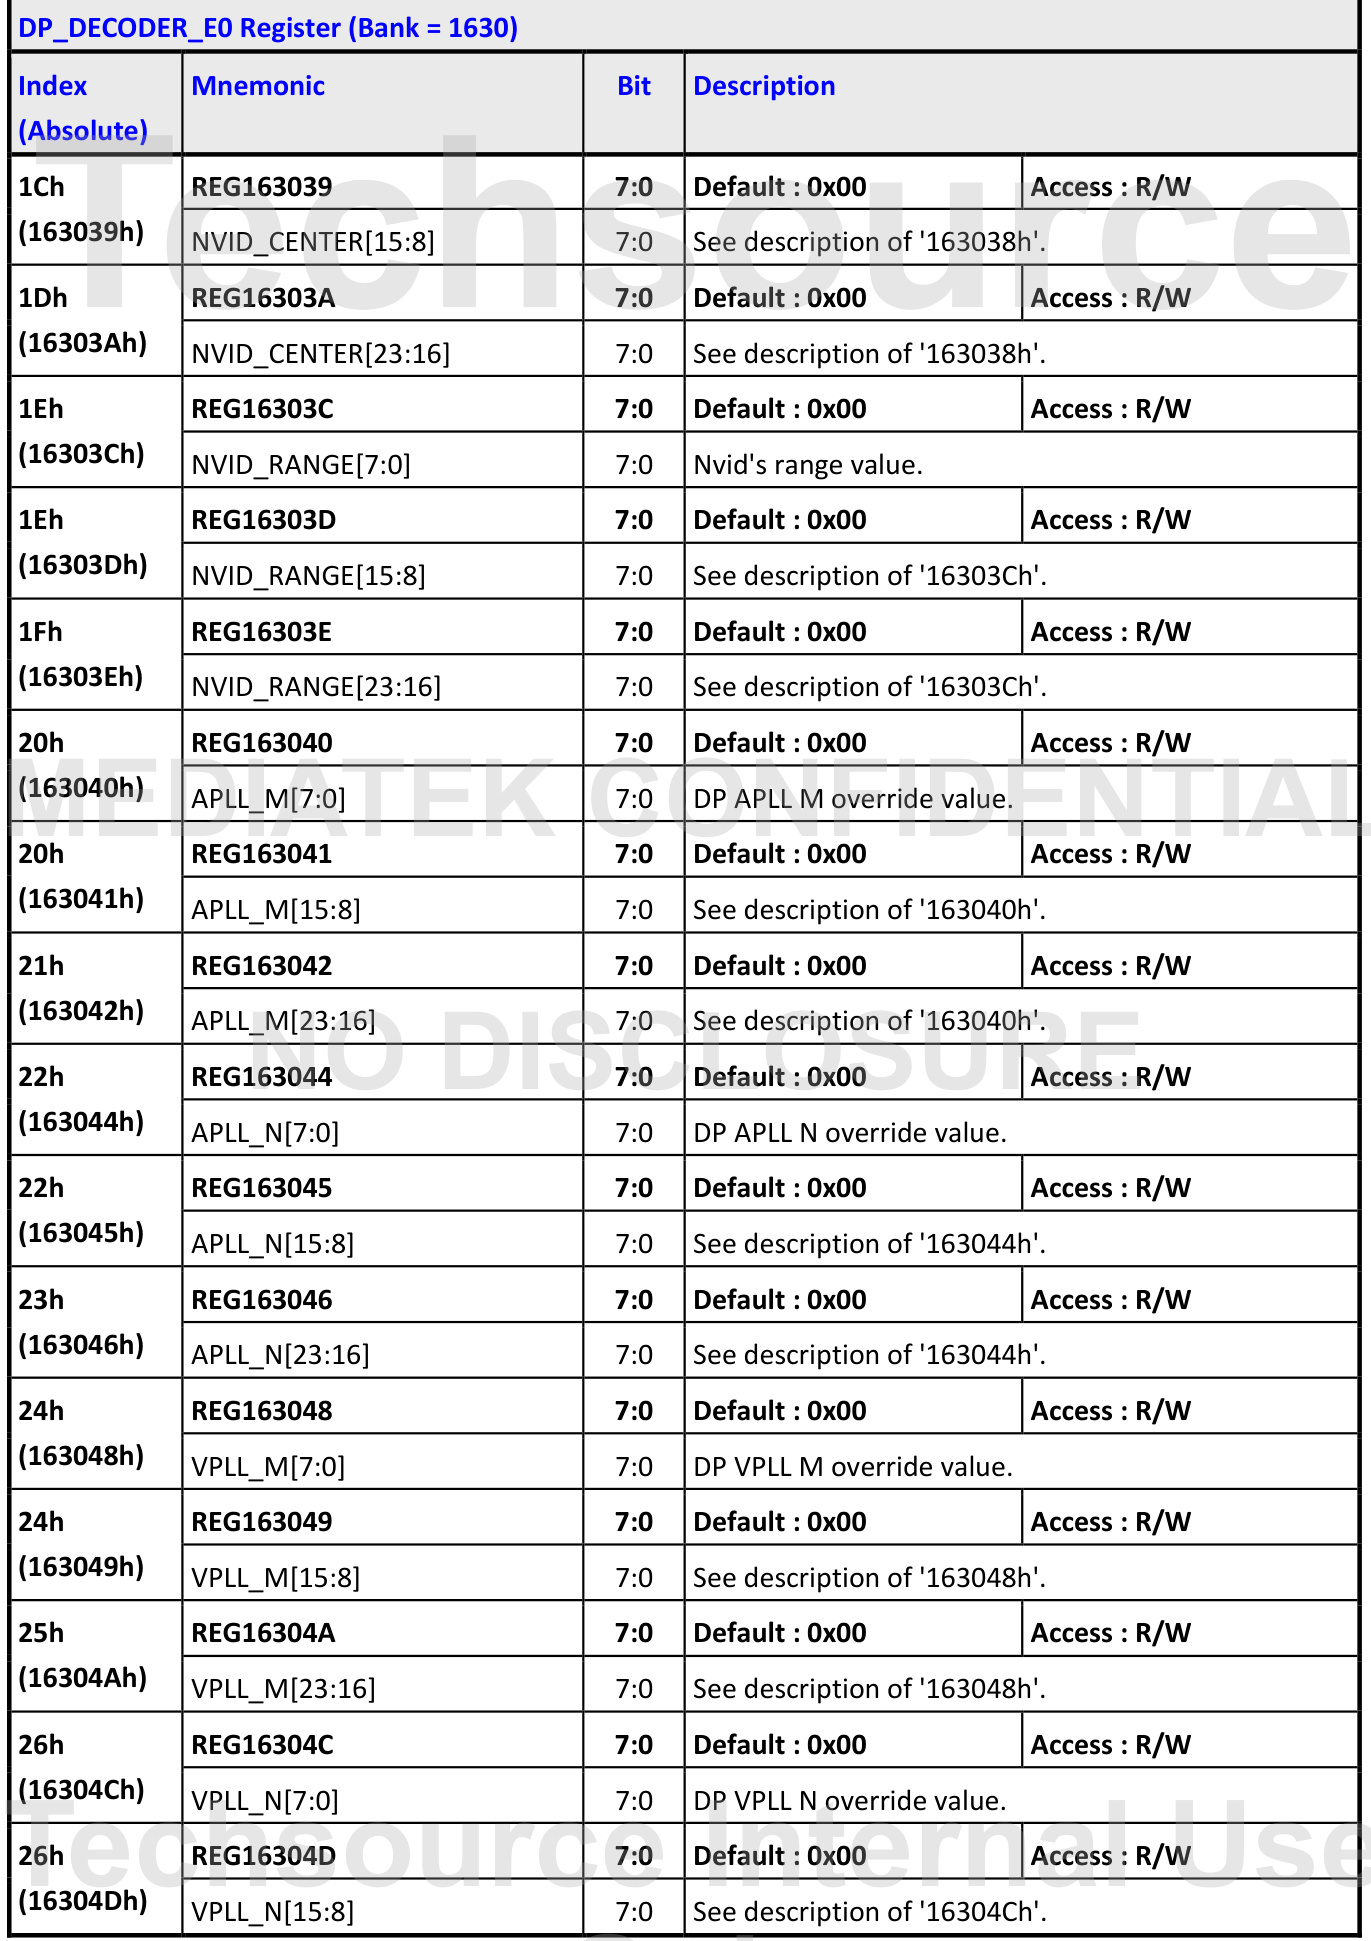 DP_DECODER_E0 Register (Bank = 1630)
Index (Absolute) Mnemonic Bit Description
1Ch (163039h) REG163039 7:0 Default : 0x00 Access : R/W
NVID_CENTER[15:8] 7:0 See description of '163038h'.
1Dh (16303Ah) REG16303A 7:0 Default : 0x00 Access : R/W
NVID_CENTER[23:16] 7:0 See description of '163038h'.
1Eh (16303Ch) REG16303C 7:0 Default : 0x00 Access : R/W
NVID_RANGE[7:0] 7:0 Nvid's range value.
1Eh (16303Dh) REG16303D 7:0 Default : 0x00 Access : R/W
NVID_RANGE[15:8] 7:0 See description of '16303Ch'.
1Fh (16303Eh) REG16303E 7:0 Default : 0x00 Access : R/W
NVID_RANGE[23:16] 7:0 See description of '16303Ch'.
20h (163040h) REG163040 7:0 Default : 0x00 Access : R/W
APLL_M[7:0] 7:0 DP APLL M override value.
20h (163041h) REG163041 7:0 Default : 0x00 Access : R/W
APLL_M[15:8] 7:0 See description of '163040h'.
21h (163042h) REG163042 7:0 Default : 0x00 Access : R/W
APLL_M[23:16] 7:0 See description of '163040h'.
22h (163044h) REG163044 7:0 Default : 0x00 Access : R/W
APLL_N[7:0] 7:0 DP APLL N override value.
22h (163045h) REG163045 7:0 Default : 0x00 Access : R/W
APLL_N[15:8] 7:0 See description of '163044h'.
23h (163046h) REG163046 7:0 Default : 0x00 Access : R/W
APLL_N[23:16] 7:0 See description of '163044h'.
24h (163048h) REG163048 7:0 Default : 0x00 Access : R/W
VPLL_M[7:0] 7:0 DP VPLL M override value.
24h (163049h) REG163049 7:0 Default : 0x00 Access : R/W
VPLL_M[15:8] 7:0 See description of '163048h'.
25h (16304Ah) REG16304A 7:0 Default : 0x00 Access : R/W
VPLL_M[23:16] 7:0 See description of '163048h'.
26h (16304Ch) REG16304C 7:0 Default : 0x00 Access : R/W
VPLL_N[7:0] 7:0 DP VPLL N override value.
26h (16304Dh) REG16304D 7:0 Default : 0x00 Access : R/W
VPLL_N[15:8] 7:0 See description of '16304Ch'.
Techsource
MEDIATEK CONFIDENTIAL
NO DISCLOSURE
Techsource Internal Use